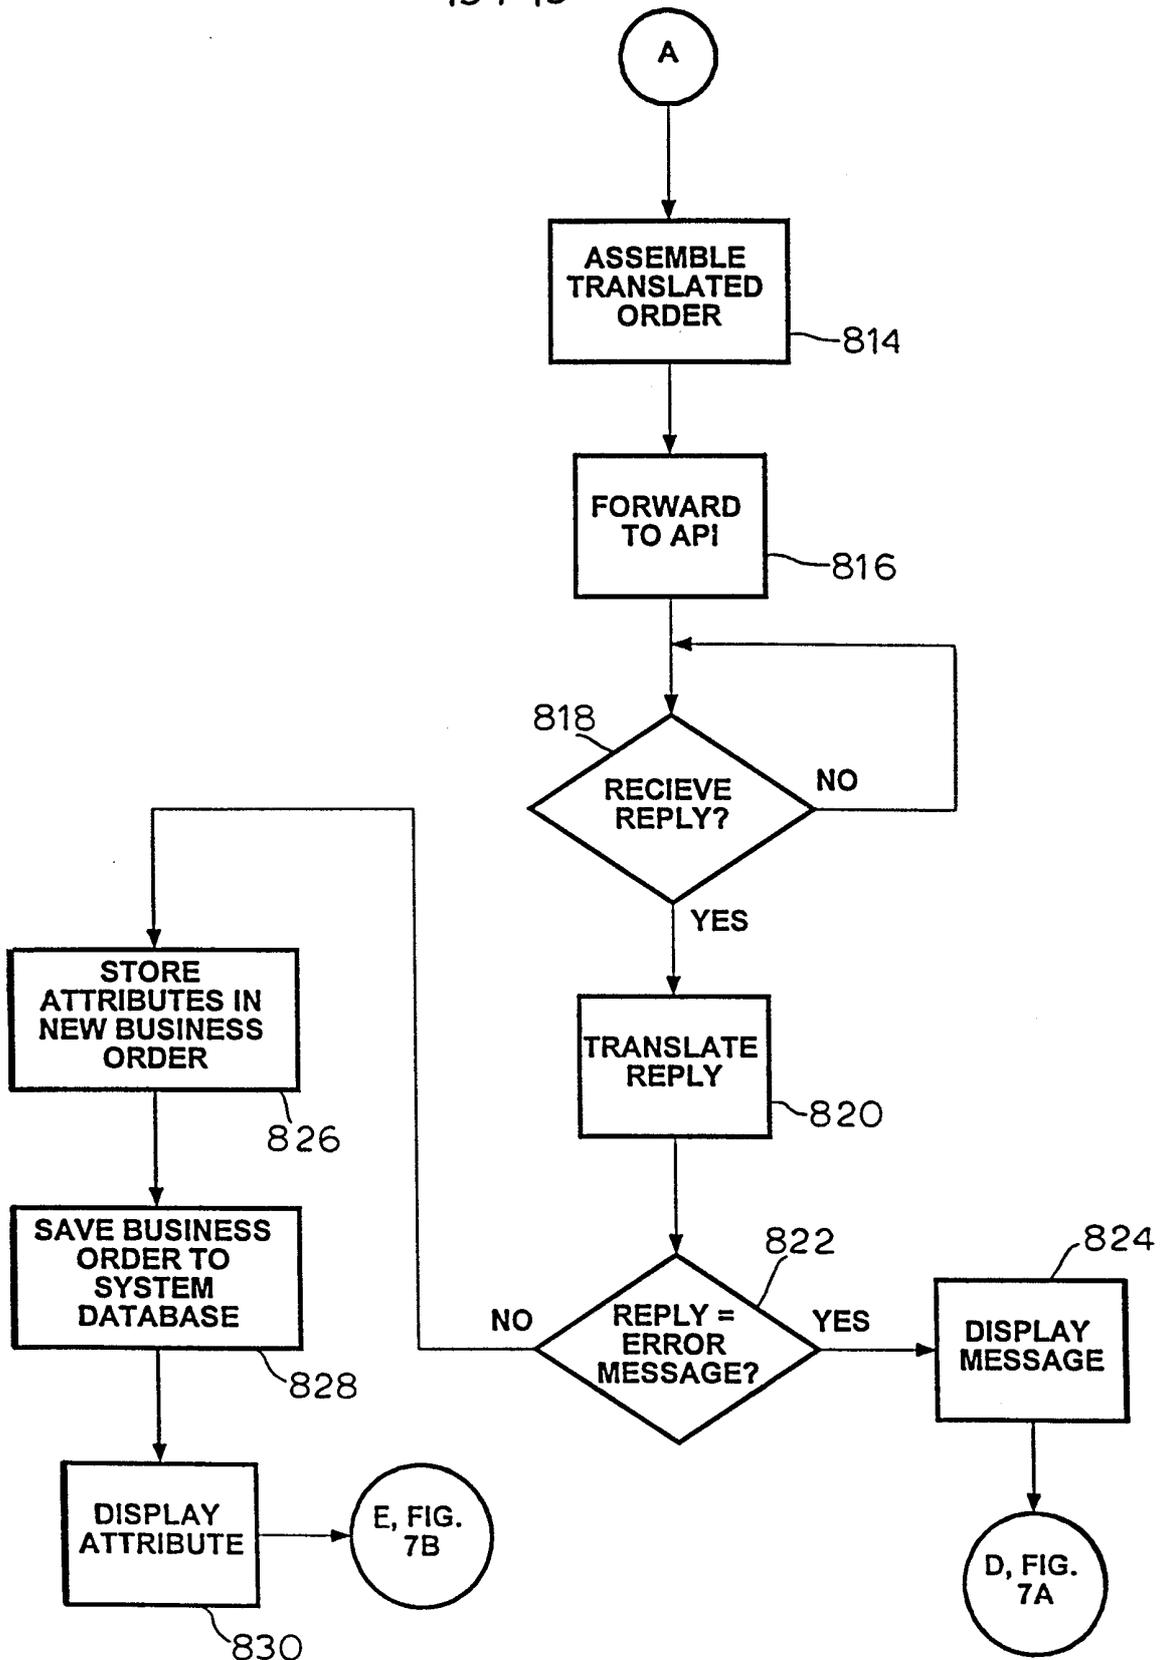 A
ASSEMBLE
TRANSLATED
ORDER
814
FORWARD
TO API
816
818
RECIEVE
REPLY?
NO
YES
STORE
ATTRIBUTES IN
NEW BUSINESS
ORDER
826
TRANSLATE
REPLY
820
SAVE BUSINESS
ORDER TO
SYSTEM
DATABASE
828
822
REPLY =
ERROR
MESSAGE?
NO
YES
824
DISPLAY
MESSAGE
DISPLAY
ATTRIBUTE
830
E, FIG.
7B
D, FIG.
7A